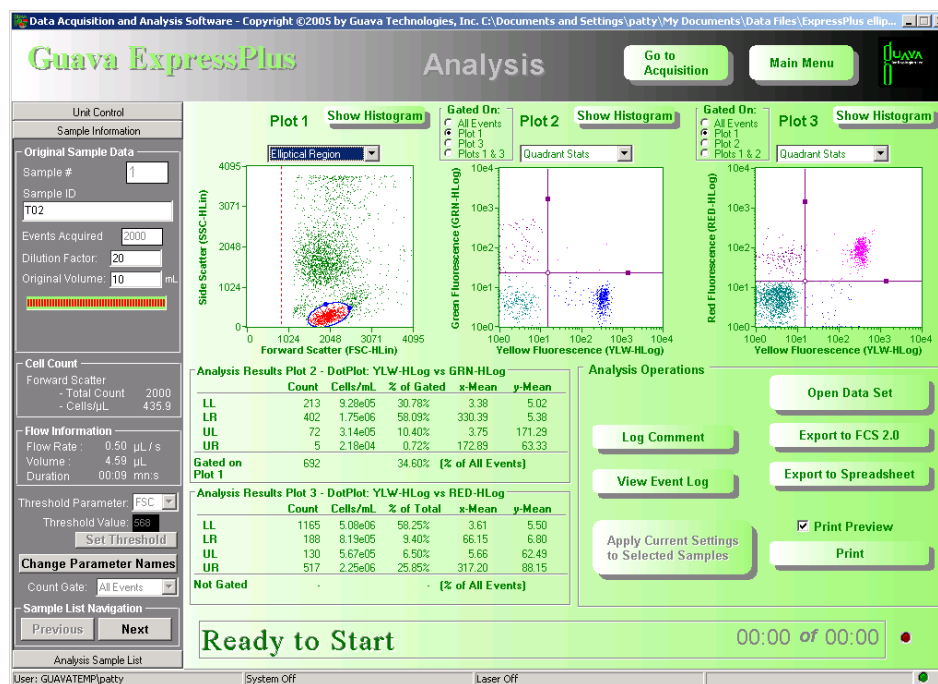 Data Acquisition and Analysis Software - Copyright ©2005 by Guava Technologies, Inc. C:\Documents and Settings\patty\My Documents\Data Files\ExpressPlus ellip...
Guava ExpressPlus
Analysis
Go to
Acquisition
Main Menu
guava
Unit Control
Sample Information
Original Sample Data
Sample # 1
Sample ID
T02
Events Acquired 2000
Dilution Factor: 20
Original Volume: 10 mL
Cell Count
Forward Scatter
- Total Count 2000
- Cells/µL 435.9
Flow Information
Flow Rate : 0.50 µL / s
Volume : 4.59 µL
Duration 00:09 mn:s
Threshold Parameter: FSC
Threshold Value: 568
Set Threshold
Change Parameter Names
Count Gate: All Events
Sample List Navigation
Previous Next
Analysis Sample List
Plot 1 Show Histogram
Elliptical Region
4095
3071
2048
1024
0
Side Scatter (SSC-HLin)
0 1024 2048 3071 4095
Forward Scatter (FSC-HLin)
Gated On:
All Events
Plot 1
Plot 3
Plots 1 & 3
Plot 2 Show Histogram
Quadrant Stats
10e4
10e3
10e2
10e1
10e0
Green Fluorescence (GRN-HLog)
10e0 10e1 10e2 10e3 10e4
Yellow Fluorescence (YLW-HLog)
Gated On:
All Events
Plot 1
Plot 2
Plots 1 & 2
Plot 3 Show Histogram
Quadrant Stats
10e4
10e3
10e2
10e1
10e0
Red Fluorescence (RED-HLog)
10e0 10e1 10e2 10e3 10e4
Yellow Fluorescence (YLW-HLog)
Analysis Results Plot 2 - DotPlot: YLW-HLog vs GRN-HLog
Count Cells/mL % of Gated x-Mean y-Mean
LL 213 9.28e05 30.78% 3.38 5.02
LR 402 1.75e06 58.09% 330.39 5.38
UL 72 3.14e05 10.40% 3.75 171.29
UR 5 2.18e04 0.72% 172.89 63.33
Gated on 692 34.60% (% of All Events)
Plot 1
Analysis Results Plot 3 - DotPlot: YLW-HLog vs RED-HLog
Count Cells/mL % of Total x-Mean y-Mean
LL 1165 5.08e06 58.25% 3.61 5.50
LR 188 8.19e05 9.40% 66.15 6.80
UL 130 5.67e05 6.50% 5.66 62.49
UR 517 2.25e06 25.85% 317.20 88.15
Not Gated - - (% of All Events)
Analysis Operations
Open Data Set
Log Comment
Export to FCS 2.0
View Event Log
Export to Spreadsheet
Apply Current Settings
to Selected Samples
Print Preview
Print
Ready to Start
00:00 of 00:00
User: GUAVATEMP\patty System Off Laser Off